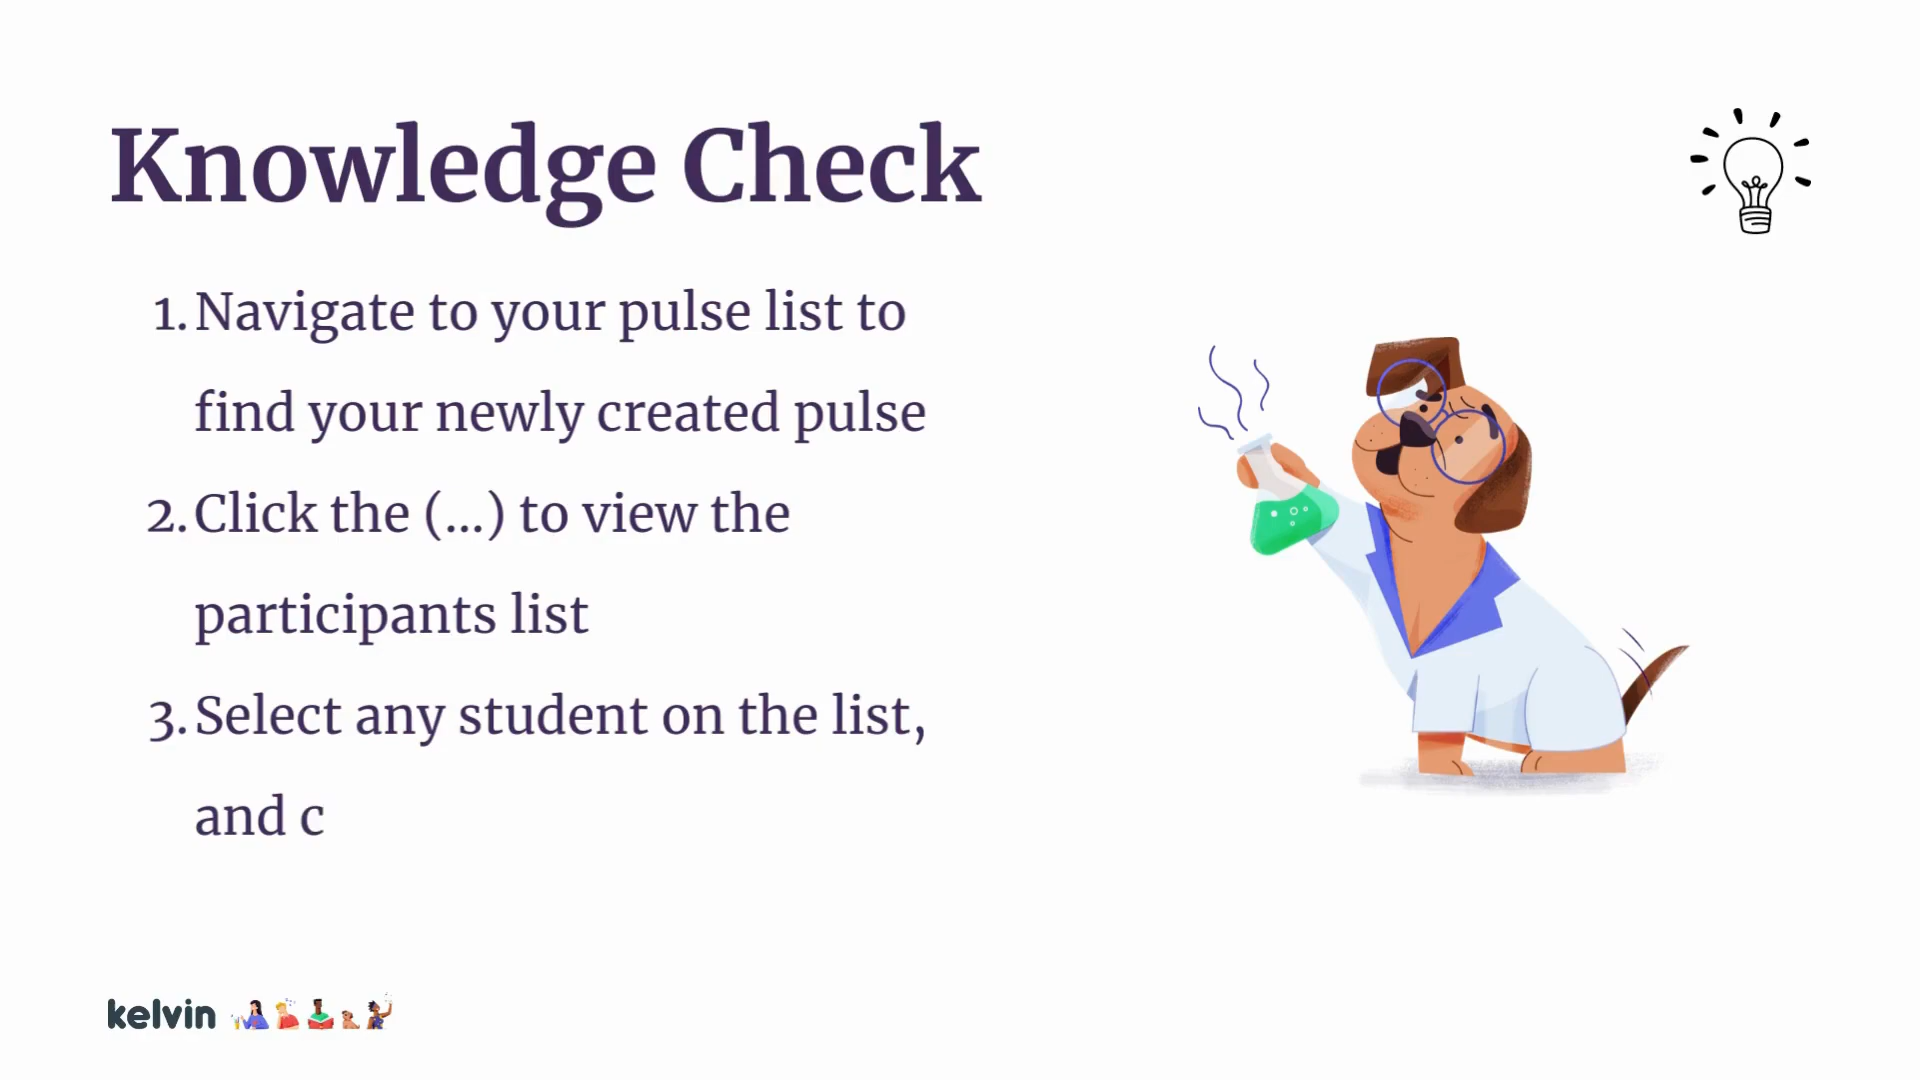 Knowledge Check
1. Navigate to your pulse list to
find your newly created pulse
2. Click the (...) to view the
participants list
3. Select any student on the list,
and c
kelvin